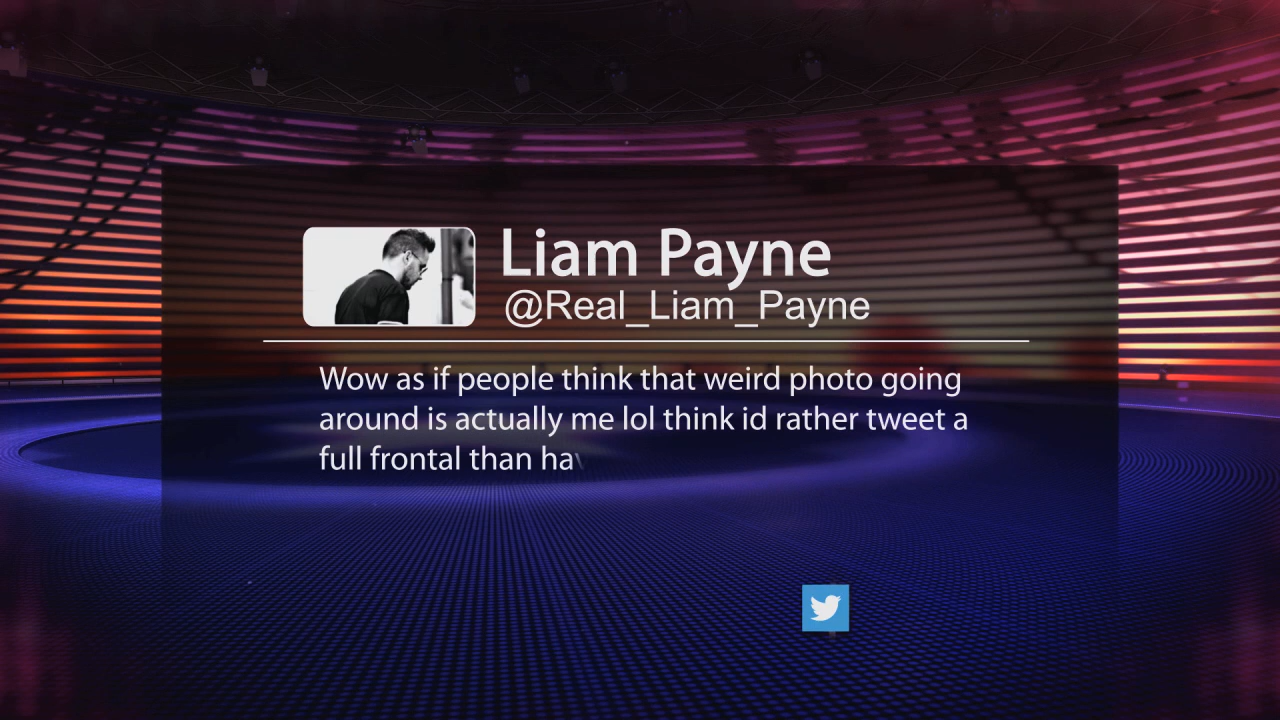 Liam Payne
@Real_Liam_Payne
Wow as if people think that weird photo going
around is actually me lol think id rather tweet a
full frontal than ha